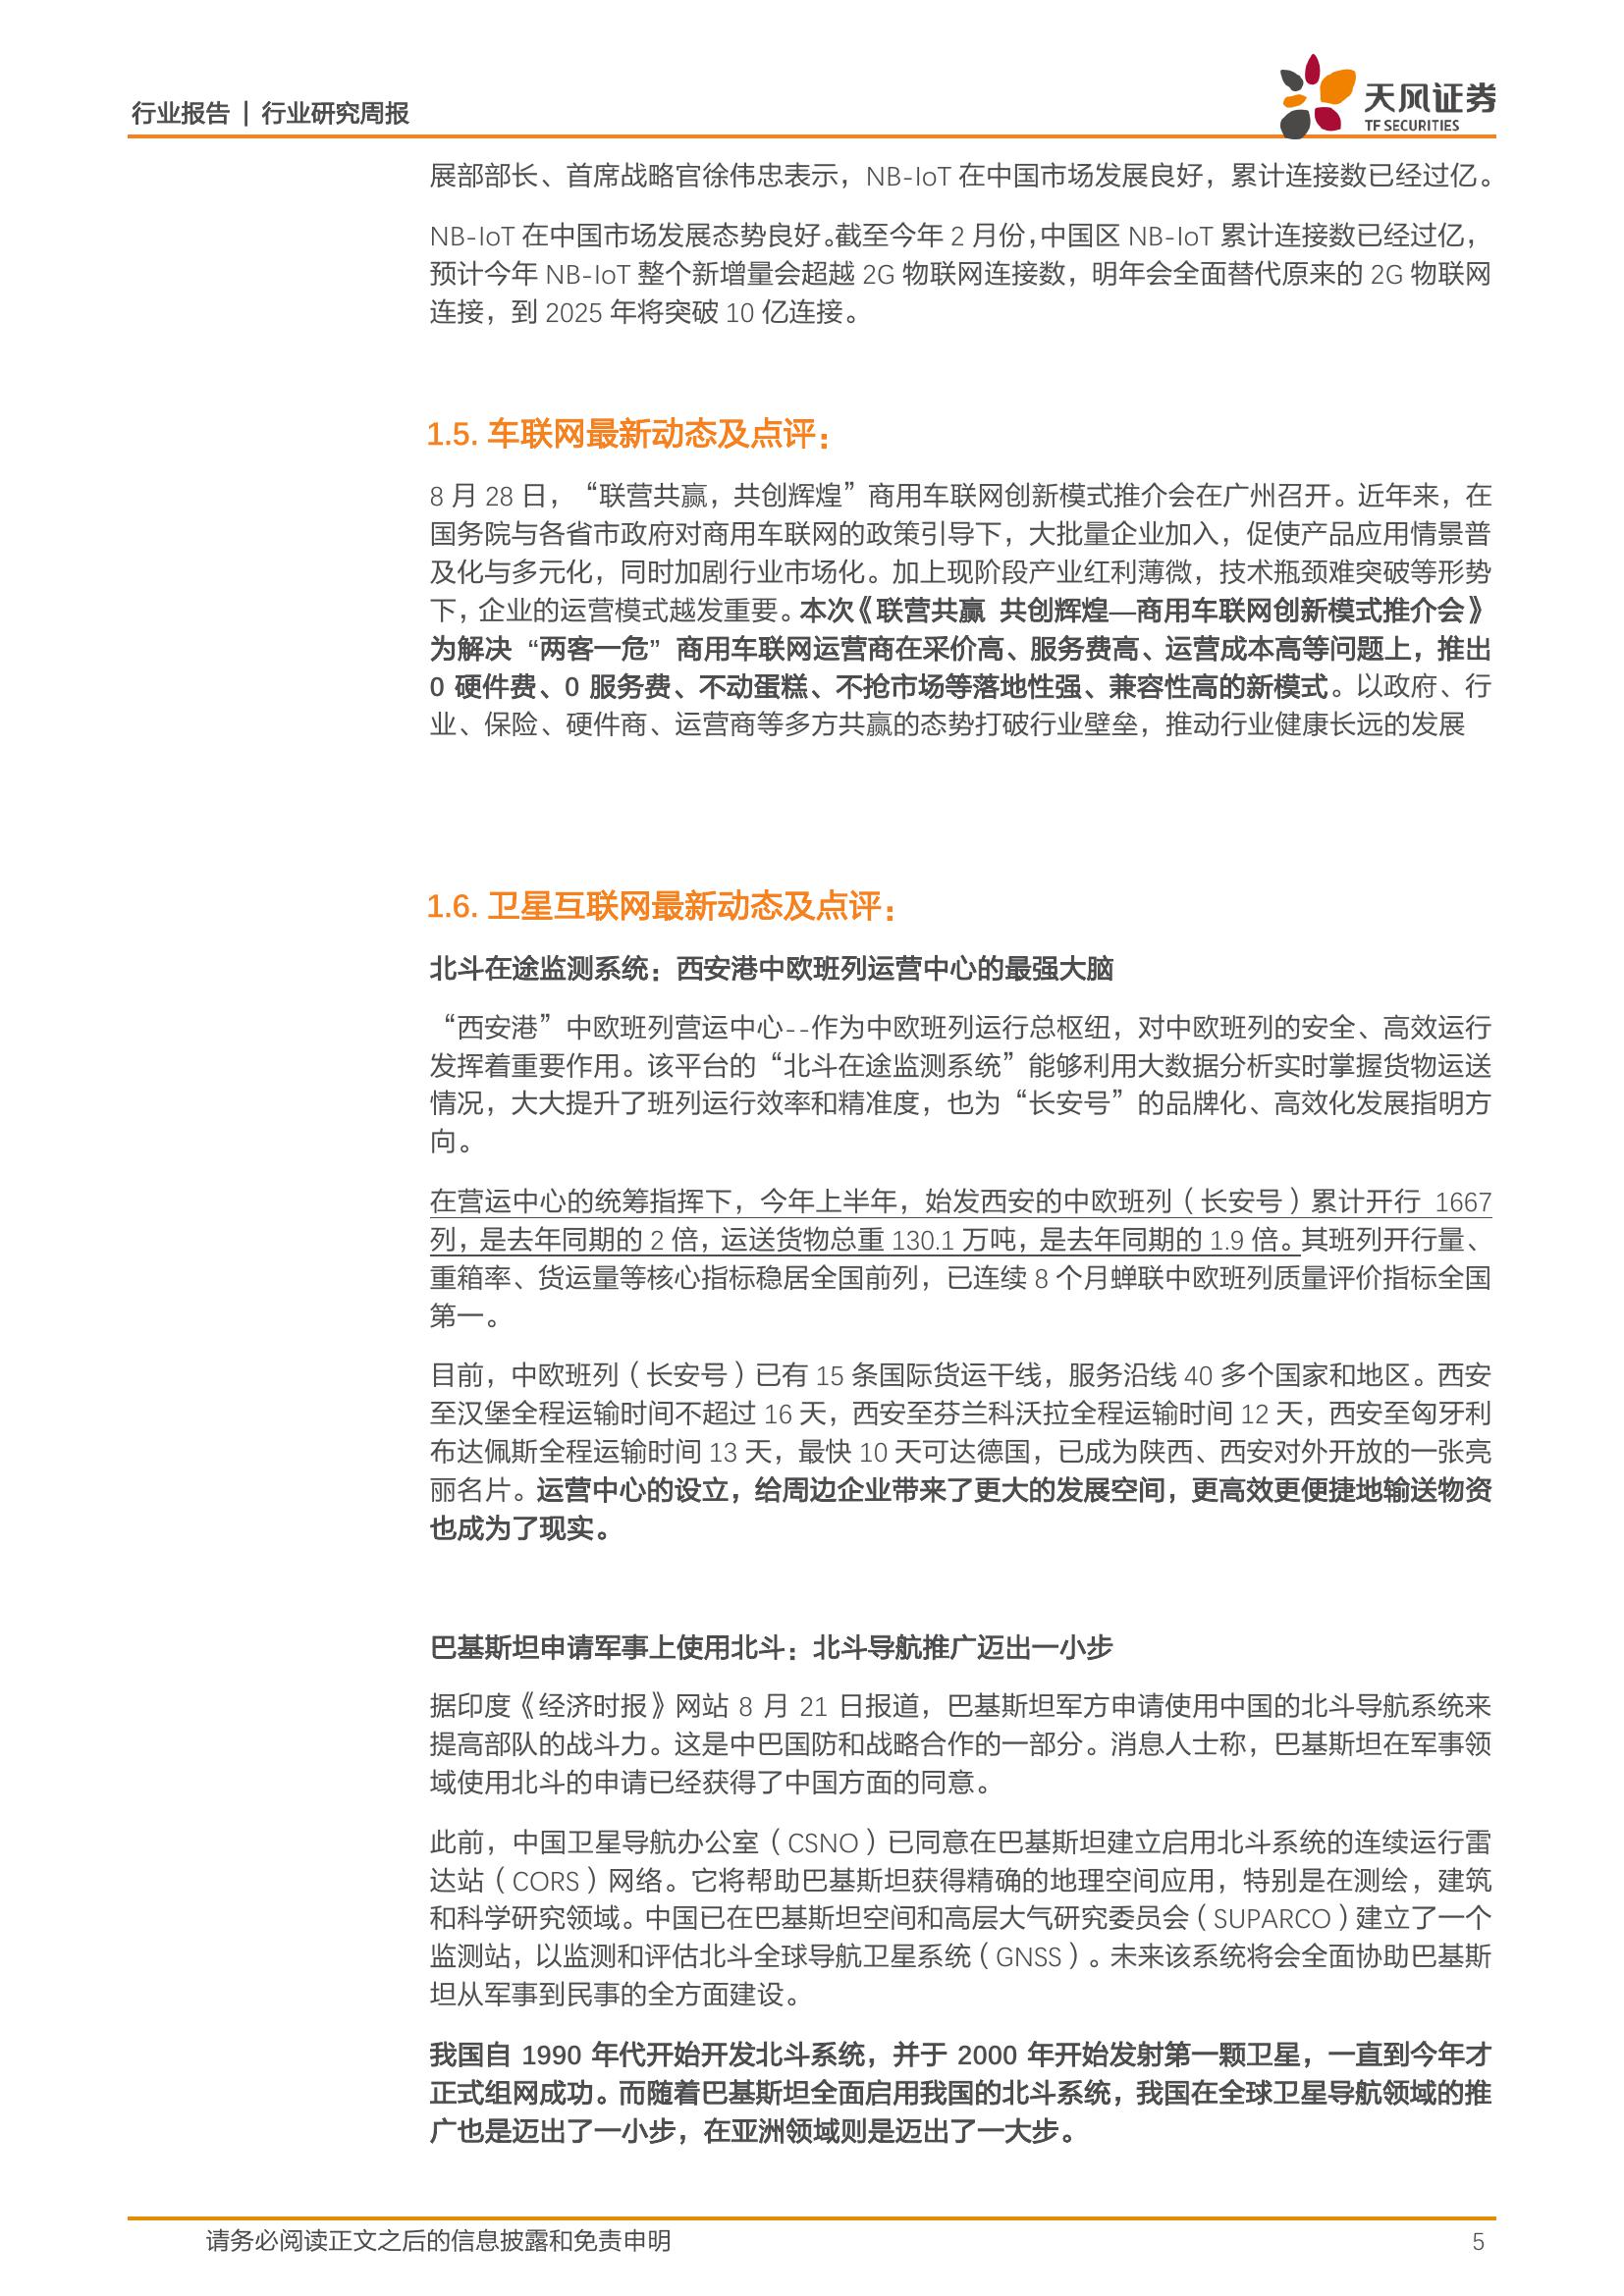 行业报告 | 行业研究周报
天风证券
TF SECURITIES
展部部长、首席战略官徐伟忠表示，NB-IoT 在中国市场发展良好，累计连接数已经过亿。
NB-IoT 在中国市场发展态势良好。截至今年 2 月份，中国区 NB-IoT 累计连接数已经过亿，
预计今年 NB-IoT 整个新增量会超越 2G 物联网连接数，明年会全面替代原来的 2G 物联网
连接，到 2025 年将突破 10 亿连接。
1.5. 车联网最新动态及点评：
8 月 28 日，“联营共赢，共创辉煌”商用车联网创新模式推介会在广州召开。近年来，在
国务院与各省市政府对商用车联网的政策引导下，大批量企业加入，促使产品应用情景普
及化与多元化，同时加剧行业市场化。加上现阶段产业红利薄微，技术瓶颈难突破等形势
下，企业的运营模式越发重要。本次《联营共赢 共创辉煌—商用车联网创新模式推介会》
为解决 “两客一危” 商用车联网运营商在采价高、服务费高、运营成本高等问题上，推出
0 硬件费、0 服务费、不动蛋糕、不抢市场等落地性强、兼容性高的新模式。以政府、行
业、保险、硬件商、运营商等多方共赢的态势打破行业壁垒，推动行业健康长远的发展
1.6. 卫星互联网最新动态及点评：
北斗在途监测系统：西安港中欧班列运营中心的最强大脑
“西安港”中欧班列营运中心--作为中欧班列运行总枢纽，对中欧班列的安全、高效运行
发挥着重要作用。该平台的“北斗在途监测系统”能够利用大数据分析实时掌握货物运送
情况，大大提升了班列运行效率和精准度，也为“长安号”的品牌化、高效化发展指明方
向。
在营运中心的统筹指挥下，今年上半年，始发西安的中欧班列（长安号）累计开行 1667
列，是去年同期的 2 倍，运送货物总重 130.1 万吨，是去年同期的 1.9 倍。其班列开行量、
重箱率、货运量等核心指标稳居全国前列，已连续 8 个月蝉联中欧班列质量评价指标全国
第一。
目前，中欧班列（长安号）已有 15 条国际货运干线，服务沿线 40 多个国家和地区。西安
至汉堡全程运输时间不超过 16 天，西安至芬兰科沃拉全程运输时间 12 天，西安至匈牙利
布达佩斯全程运输时间 13 天，最快 10 天可达德国，已成为陕西、西安对外开放的一张亮
丽名片。运营中心的设立，给周边企业带来了更大的发展空间，更高效更便捷地输送物资
也成为了现实。
巴基斯坦申请军事上使用北斗：北斗导航推广迈出一小步
据印度《经济时报》网站 8 月 21 日报道，巴基斯坦军方申请使用中国的北斗导航系统来
提高部队的战斗力。这是中巴国防和战略合作的一部分。消息人士称，巴基斯坦在军事领
域使用北斗的申请已经获得了中国方面的同意。
此前，中国卫星导航办公室（CSNO）已同意在巴基斯坦建立启用北斗系统的连续运行雷
达站（CORS）网络。它将帮助巴基斯坦获得精确的地理空间应用，特别是在测绘，建筑
和科学研究领域。中国已在巴基斯坦空间和高层大气研究委员会（SUPARCO）建立了一个
监测站，以监测和评估北斗全球导航卫星系统（GNSS）。未来该系统将会全面协助巴基斯
坦从军事到民事的全方面建设。
我国自 1990 年代开始开发北斗系统，并于 2000 年开始发射第一颗卫星，一直到今年才
正式组网成功。而随着巴基斯坦全面启用我国的北斗系统，我国在全球卫星导航领域的推
广也是迈出了一小步，在亚洲领域则是迈出了一大步。
请务必阅读正文之后的信息披露和免责申明
5